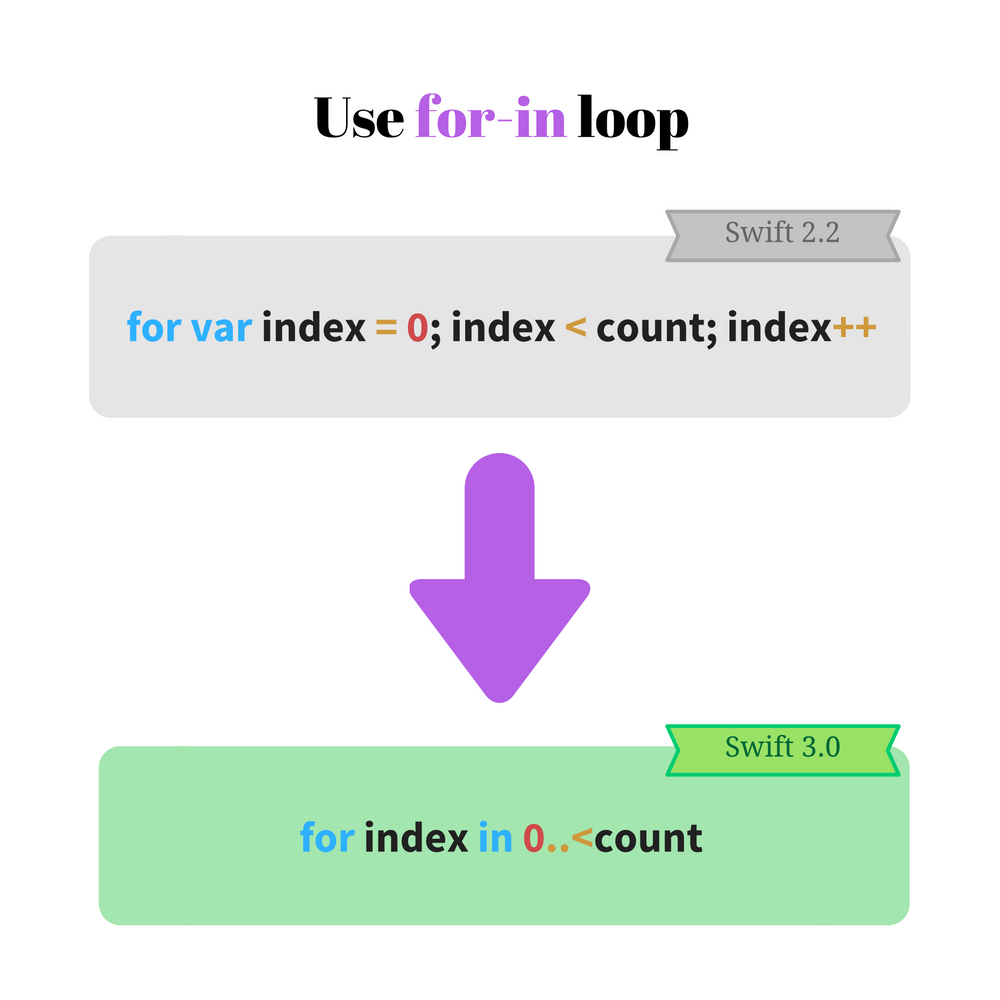 Use for-in loop
Swift 2.2
for var index = 0; index < count; index++
Swift 3.0
for index in 0..<count